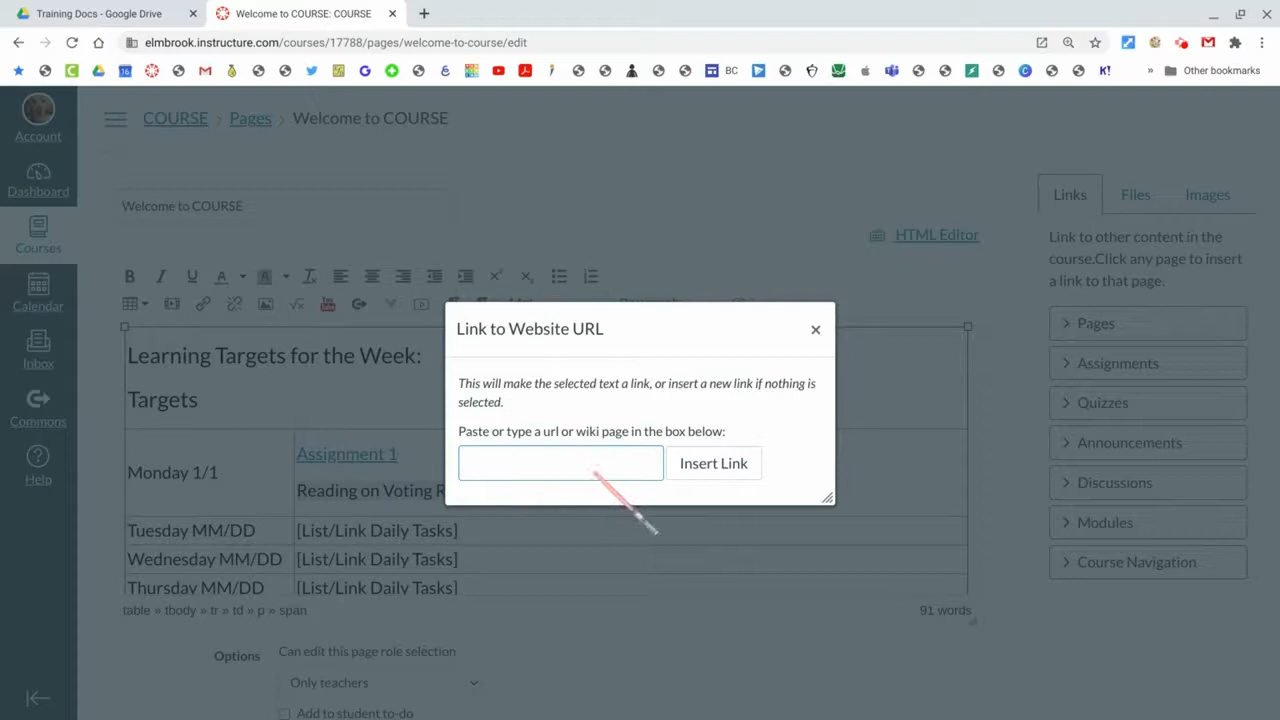 Training Docs - Google Drive
Welcome to COURSE: COURSE
elmbrook.instructure.com/courses/17788/pages/welcome-to-course/edit
BC
Other bookmarks
Account
Dashboard
Courses
Calendar
Inbox
Commons
Help
COURSE > Pages > Welcome to COURSE
Welcome to COURSE
HTML Editor
Learning Targets for the Week:
Targets
Monday 1/1
Assignment 1
Reading on Voting R
Tuesday MM/DD [List/Link Daily Tasks]
Wednesday MM/DD [List/Link Daily Tasks]
Thursday MM/DD [List/Link Daily Tasks]
table » tbody » tr » td » p » span
91 words
Options
Can edit this page role selection
Only teachers
Add to student to-do
Link to Website URL
This will make the selected text a link, or insert a new link if nothing is
selected.
Paste or type a url or wiki page in the box below:
Insert Link
Links Files Images
Link to other content in the
course.Click any page to insert
a link to that page.
Pages
Assignments
Quizzes
Announcements
Discussions
Modules
Course Navigation